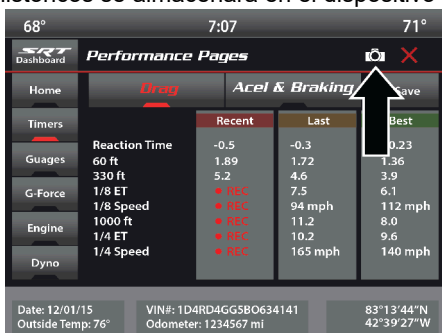 68° 7:07 71°
SRT Dashboard Performance Pages
Home Drag Acel & Braking
Timers Recent Last Best
Reaction Time -0.5 -0.3
60 ft 1.89 1.72 1.36
330 ft 5.2 4.6 3.9
Guages
1/8 ET REC 7.5 6.1
G-Force 1/8 Speed REC 94 mph 112 mph
1000 ft REC 11.2 8.0
Engine 1/4 ET REC 10.2 9.6
1/4 Speed REC 165 mph 140 mph
Dyno
Date: 12/01/15 VIN#: 1D4RD4GG5BO634141 83°13'44"N
Outside Temp: 76° Odometer: 1234567 mi 42°39'27"W